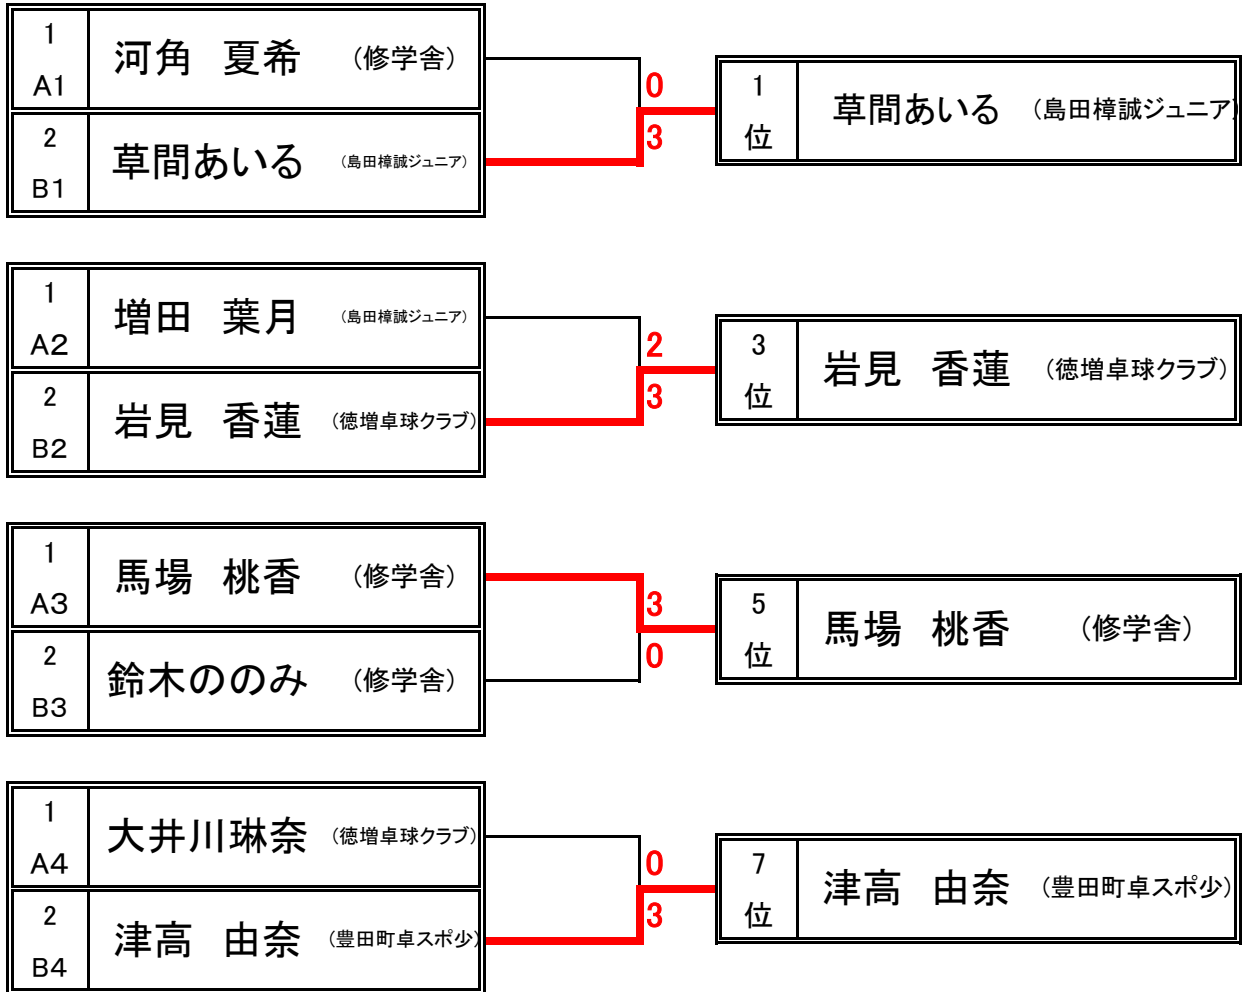 1
A1
河角 夏希 (修学舎)
2
B1
草間あいる (島田樟誠ジュニア)
0
3
1
位
草間あいる (島田樟誠ジュニア)
1
A2
増田 葉月 (島田樟誠ジュニア)
2
B2
岩見 香蓮 (徳増卓球クラブ)
2
3
3
位
岩見 香蓮 (徳増卓球クラブ)
1
A3
馬場 桃香 (修学舎)
2
B3
鈴木ののみ (修学舎)
3
0
5
位
馬場 桃香 (修学舎)
1
A4
大井川琳奈 (徳増卓球クラブ)
2
B4
津高 由奈 (豊田町卓スポ少)
0
3
7
位
津高 由奈 (豊田町卓スポ少)